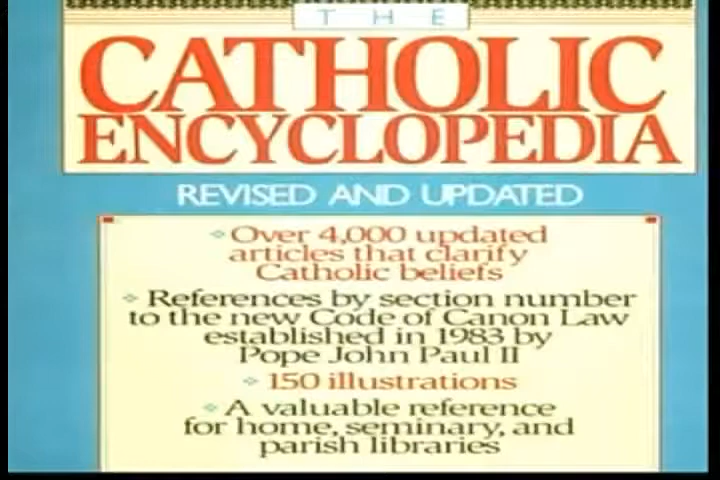 THE
CATHOLIC
ENCYCLOPEDIA
REVISED AND UPDATED
Over 4,000 updated
articles that clarify
Catholic beliefs
References by section number
to the new Code of Canon Law
established in 1983 by
Pope John Paul II
150 illustrations
A valuable reference
for home, seminary, and
parish libraries